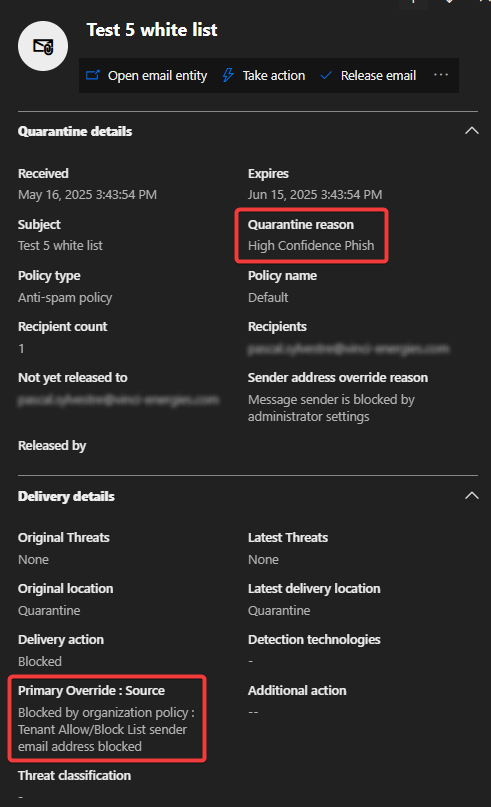 Test 5 white list
Open email entity Take action Release email ...
Quarantine details
Received Expires
May 16, 2025 3:43:54 PM Jun 15, 2025 3:43:54 PM
Subject Quarantine reason
Test 5 white list High Confidence Phish
Policy type Policy name
Anti-spam policy Default
Recipient count Recipients
1
Not yet released to Sender address override reason
Message sender is blocked by
administrator settings
Released by
Delivery details
Original Threats Latest Threats
None None
Original location Latest delivery location
Quarantine Quarantine
Delivery action Detection technologies
Blocked -
Primary Override : Source Additional action
Blocked by organization policy : --
Tenant Allow/Block List sender
email address blocked
Threat classification
-